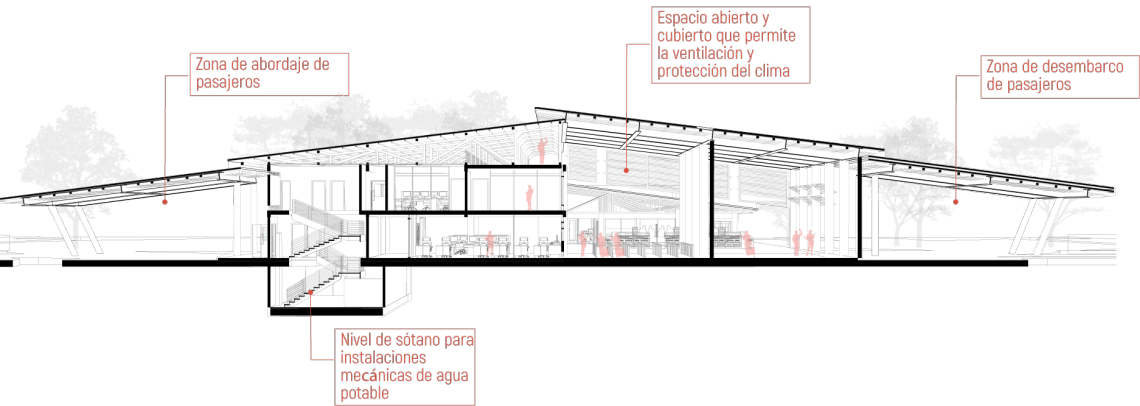 Zona de abordaje de
pasajeros
Espacio abierto y
cubierto que permite
la ventilación y
protección del clima
Zona de desembarco
de pasajeros
Nivel de sótano para
instalaciones
mecánicas de agua
potable